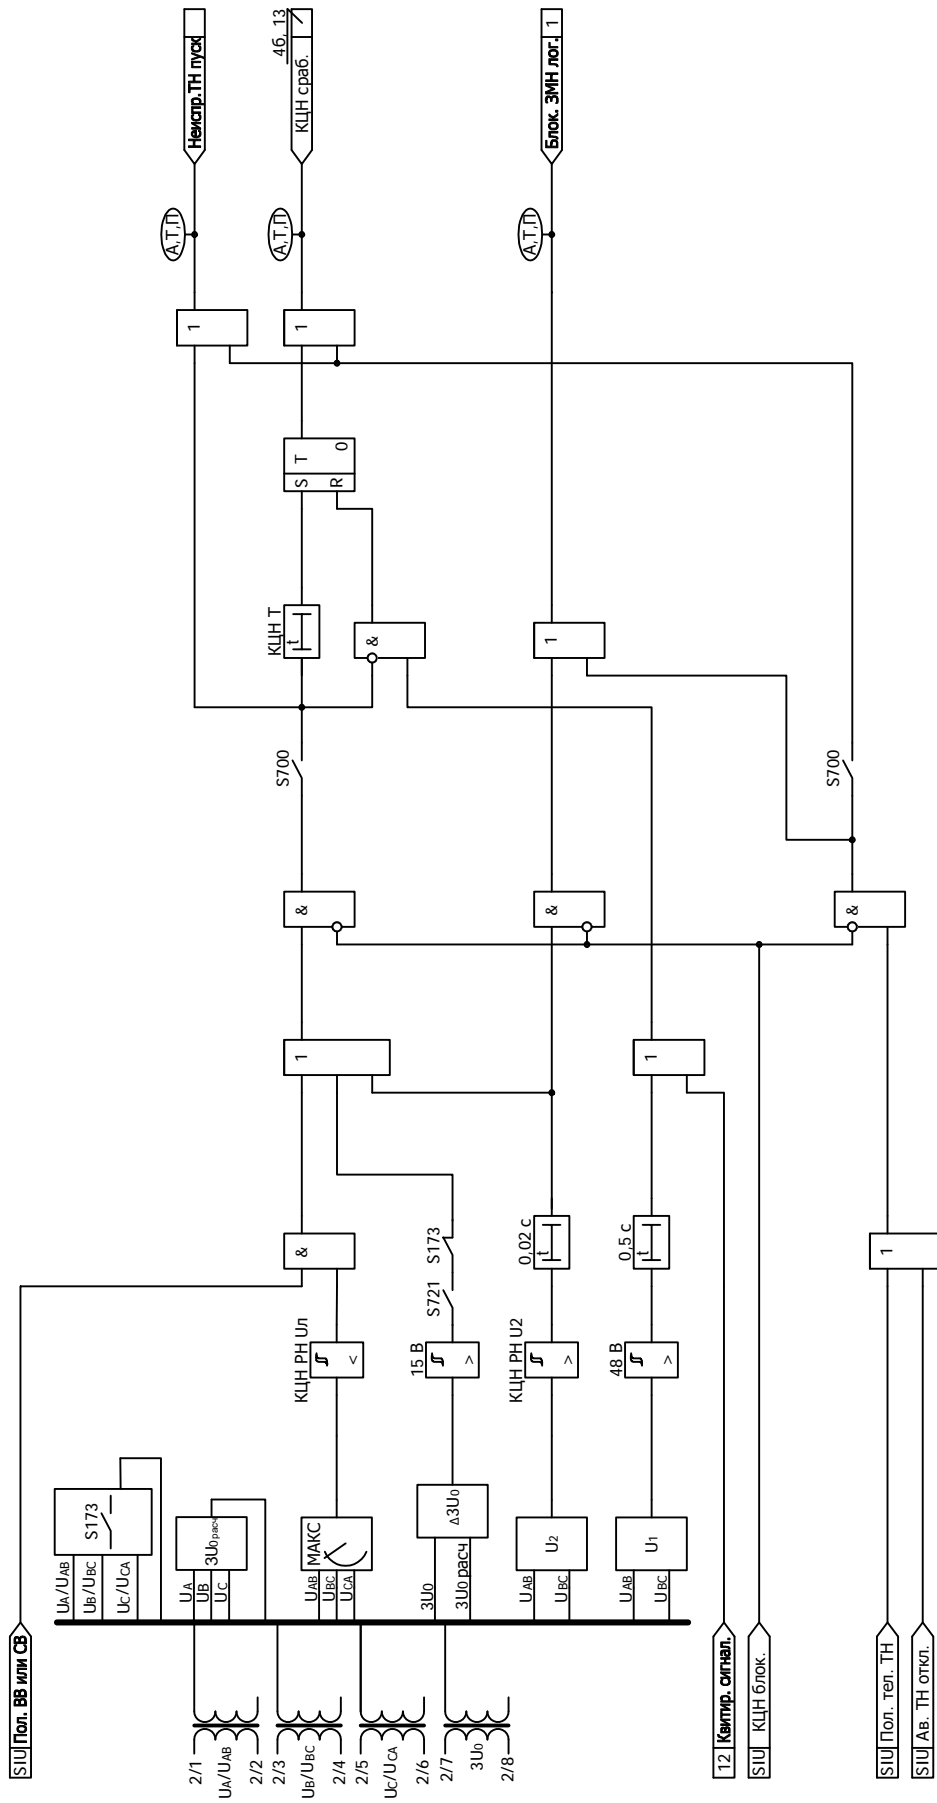 SIU Пол. ВВ или СВ
UA/UAB
UB/UBC
UC/UCA
S173
2/1
UA/UAB
2/2
UA
UB
UC
3U0расч
2/3
UB/UBC
2/4
UAB
UBC
UCA
МАКС
КЦН РН Uл
<
&
1
&
S700
КЦН Т
t
S
R
T
0
1
А,Т,П
КЦН сраб.
4б, 13
1
А,Т,П
Неиспр.ТН пуск
&
2/5
UC/UCA
2/6
2/7
3U0
2/8
3U0
3U0 расч
Δ3U0
15 В
>
S721
S173
UAB
UBC
U2
КЦН РН U2
>
0,02 с
t
&
1
А,Т,П
Блок. ЗМН лог. 1
UAB
UBC
U1
48 В
>
0,5 с
t
1
12 Квитир. сигнал.
SIU КЦН блок.
SIU Пол. тел. ТН
SIU Ав. ТН откл.
1
&
S700